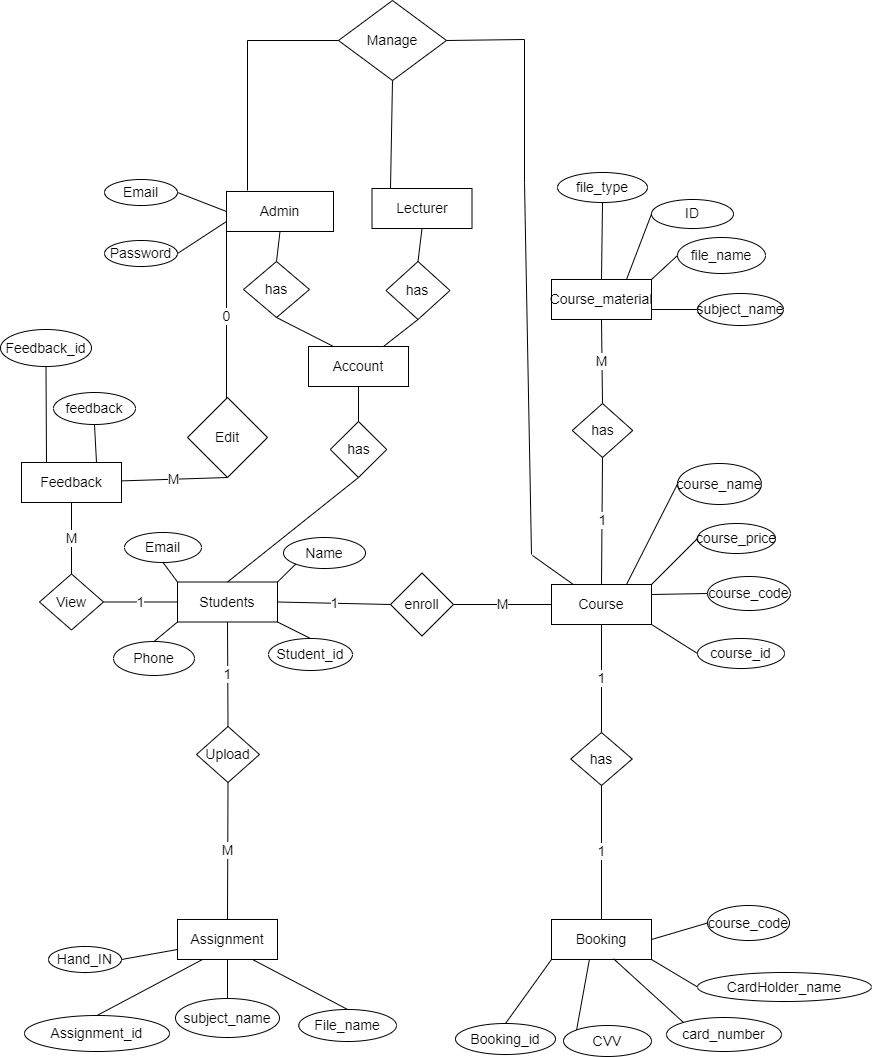 Manage
Email
Admin
Lecturer
file_type
ID
Password
file_name
has
has
Course_material
subject_name
0
Feedback_id
Account
M
feedback
Edit
has
has
Feedback
M
course_name
1
M
Email
Name
course_price
View
1
Students
1
enroll
M
Course
course_code
Phone
Student_id
course_id
1
1
Upload
has
M
1
Hand_IN
Assignment
Booking
course_code
CardHolder_name
Assignment_id
subject_name
File_name
Booking_id
CVV
card_number